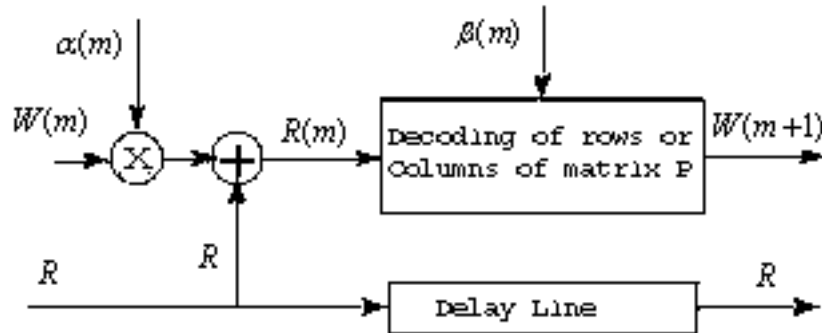 α(m)
β(m)
W(m)
R(m)
Decoding of rows or
Columns of matrix P
W(m+1)
X
+
R
R
R
Delay Line